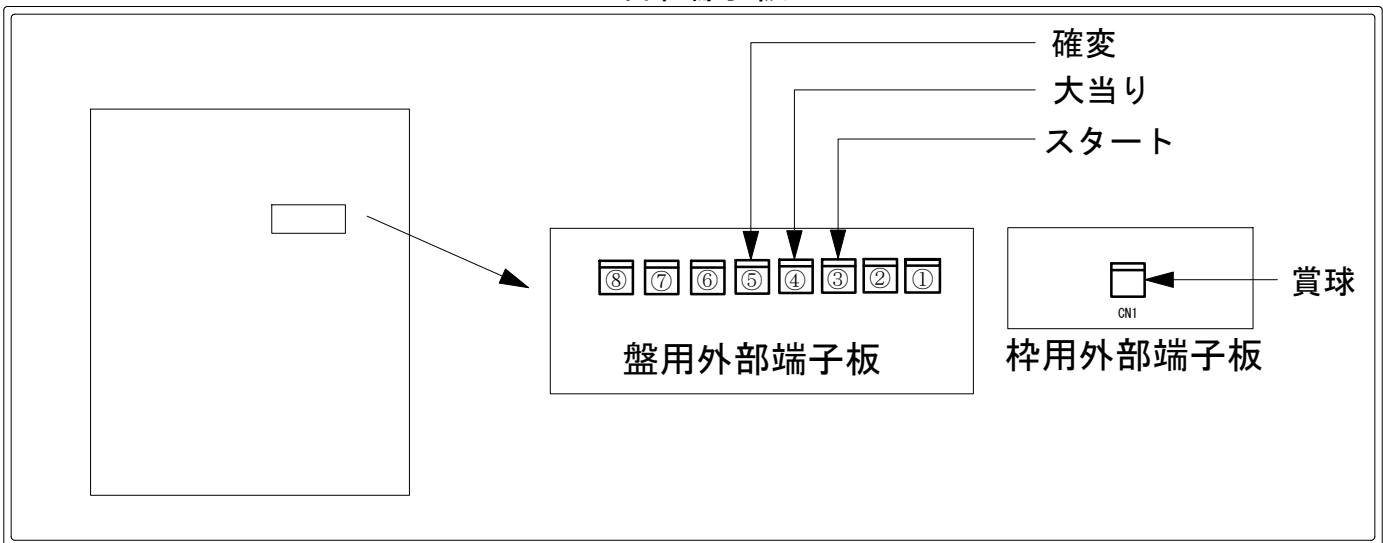 確変
大当り
スタート
⑧ ⑦ ⑥ ⑤ ④ ③ ② ①
賞球
CN1
盤用外部端子板
枠用外部端子板